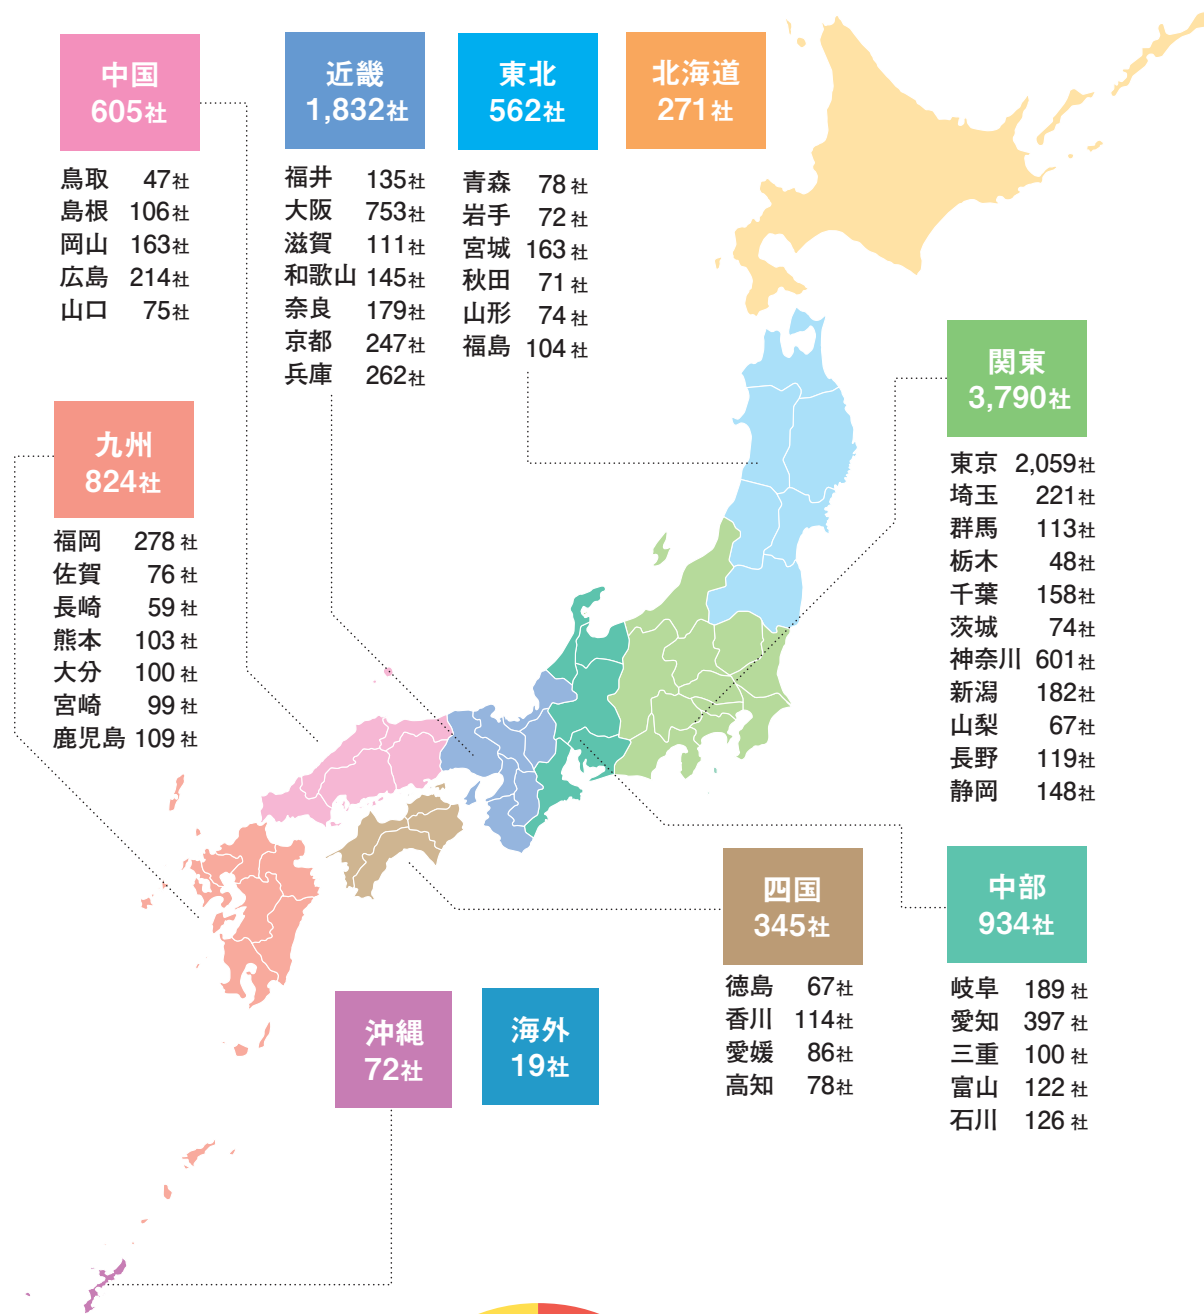 中国
605社
鳥取 47社
島根 106社
岡山 163社
広島 214社
山口 75社
近畿
1,832社
福井 135社
大阪 753社
滋賀 111社
和歌山 145社
奈良 179社
京都 247社
兵庫 262社
東北
562社
青森 78社
岩手 72社
宮城 163社
秋田 71社
山形 74社
福島 104社
北海道
271社
関東
3,790社
東京 2,059社
埼玉 221社
群馬 113社
栃木 48社
千葉 158社
茨城 74社
神奈川 601社
新潟 182社
山梨 67社
長野 119社
静岡 148社
九州
824社
福岡 278社
佐賀 76社
長崎 59社
熊本 103社
大分 100社
宮崎 99社
鹿児島 109社
四国
345社
徳島 67社
香川 114社
愛媛 86社
高知 78社
中部
934社
岐阜 189社
愛知 397社
三重 100社
富山 122社
石川 126社
沖縄
72社
海外
19社